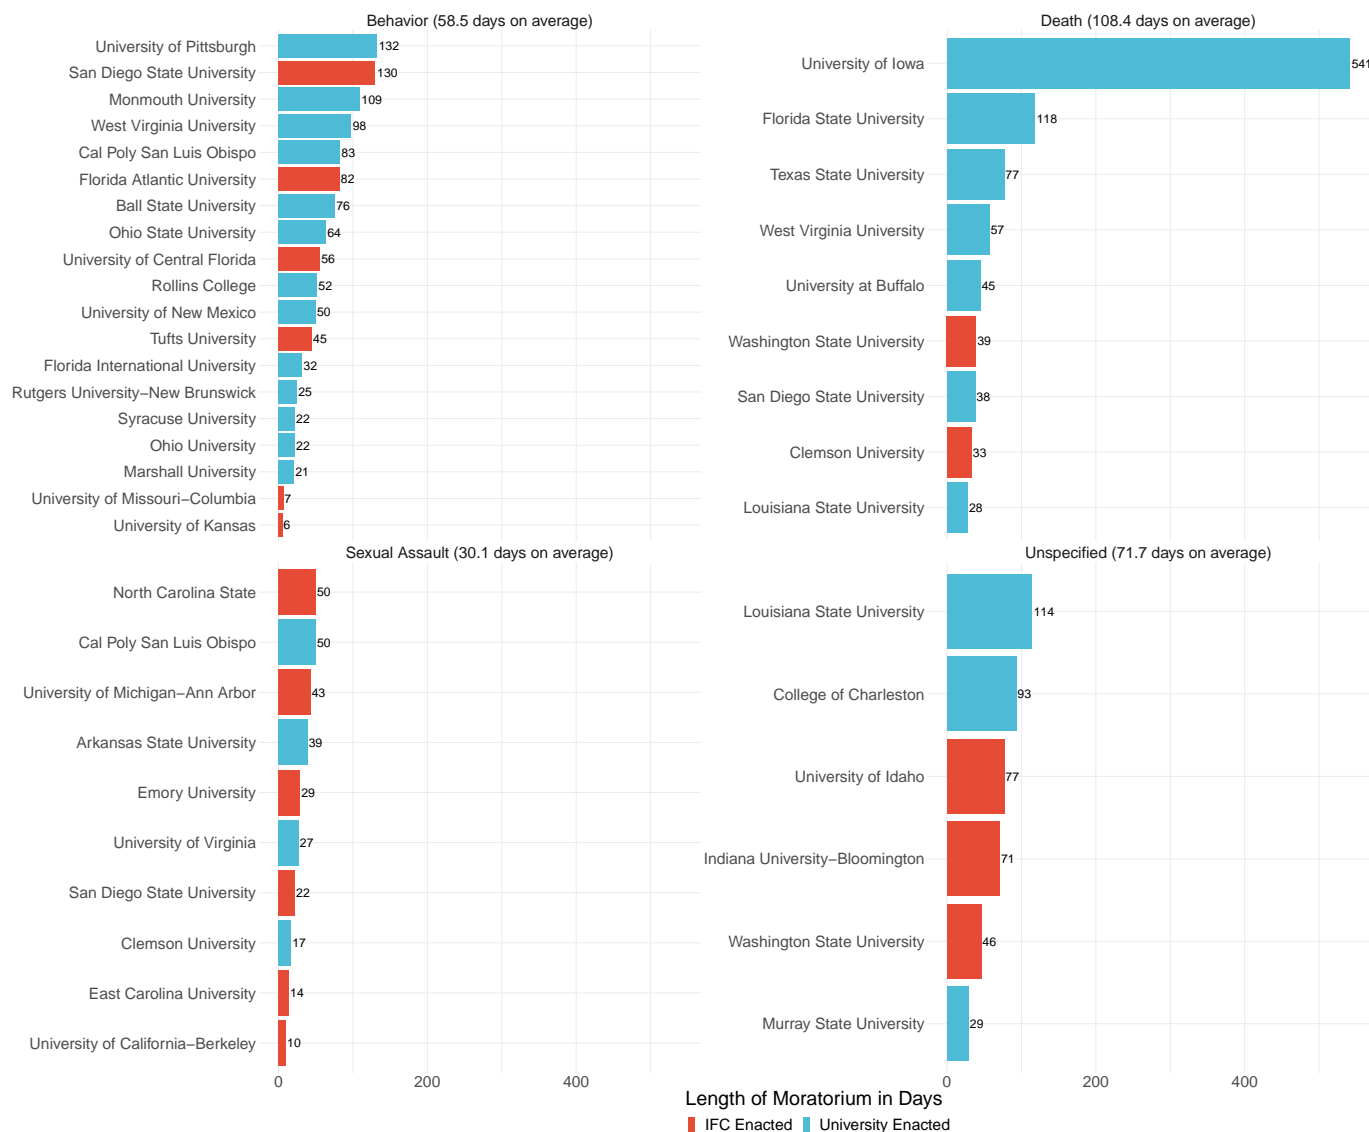 Behavior (58.5 days on average)
University of Pittsburgh 132
San Diego State University 130
Monmouth University 109
West Virginia University 98
Cal Poly San Luis Obispo 83
Florida Atlantic University 82
Ball State University 76
Ohio State University 64
University of Central Florida 56
Rollins College 52
University of New Mexico 50
Tufts University 45
Florida International University 32
Rutgers University−New Brunswick 25
Syracuse University 22
Ohio University 22
Marshall University 21
University of Missouri−Columbia 7
University of Kansas 6
Death (108.4 days on average)
University of Iowa 541
Florida State University 118
Texas State University 77
West Virginia University 57
University at Buffalo 45
Washington State University 39
San Diego State University 38
Clemson University 33
Louisiana State University 28
Sexual Assault (30.1 days on average)
North Carolina State 50
Cal Poly San Luis Obispo 50
University of Michigan−Ann Arbor 43
Arkansas State University 39
Emory University 29
University of Virginia 27
San Diego State University 22
Clemson University 17
East Carolina University 14
University of California−Berkeley 10
0 200 400
Unspecified (71.7 days on average)
Louisiana State University 114
College of Charleston 93
University of Idaho 77
Indiana University−Bloomington 71
Washington State University 46
Murray State University 29
0 200 400
Length of Moratorium in Days
IFC Enacted University Enacted